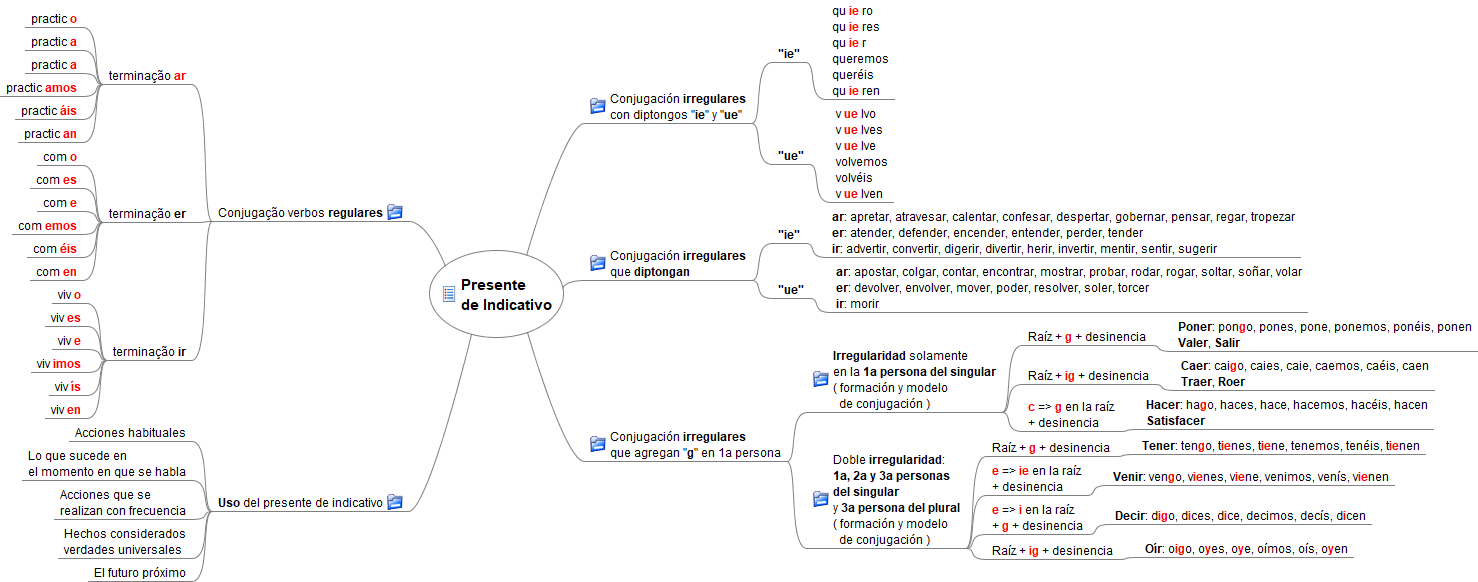 Presente
de Indicativo
Conjugação verbos regulares
terminação ar
practic o
practic a
practic a
practic amos
practic áis
practic an
terminação er
com o
com es
com e
com emos
com éis
com en
terminação ir
viv o
viv es
viv e
viv imos
viv ís
viv en
Uso del presente de indicativo
Acciones habituales
Lo que sucede en
el momento en que se habla
Acciones que se
realizan con frecuencia
Hechos considerados
verdades universales
El futuro próximo
Conjugación irregulares
con diptongos "ie" y "ue"
"ie"
qu ie ro
qu ie res
qu ie r
queremos
queréis
qu ie ren
"ue"
v ue lvo
v ue lves
v ue lve
volvemos
volvéis
v ue lven
Conjugación irregulares
que diptongan
"ie"
ar: apretar, atravesar, calentar, confesar, despertar, gobernar, pensar, regar, tropezar
er: atender, defender, encender, entender, perder, tender
ir: advertir, convertir, digerir, divertir, herir, invertir, mentir, sentir, sugerir
"ue"
ar: apostar, colgar, contar, encontrar, mostrar, probar, rodar, rogar, soltar, soñar, volar
er: devolver, envolver, mover, poder, resolver, soler, torcer
ir: morir
Conjugación irregulares
que agregan "g" en 1a persona
Irregularidad solamente
en la 1a persona del singular
( formación y modelo
de conjugación )
Raíz + g + desinencia
Poner: pongo, pones, pone, ponemos, ponéis, ponen
Valer, Salir
Raíz + ig + desinencia
Caer: caigo, caies, caie, caemos, caéis, caen
Traer, Roer
c => g en la raíz
+ desinencia
Hacer: hago, haces, hace, hacemos, hacéis, hacen
Satisfacer
Doble irregularidad:
1a, 2a y 3a personas
del singular
y 3a persona del plural
( formación y modelo
de conjugación )
Raíz + g + desinencia
Tener: tengo, tienes, tiene, tenemos, tenéis, tienen
e => ie en la raíz
+ desinencia
Venir: vengo, vienes, viene, venimos, venís, vienen
e => i en la raíz
+ g + desinencia
Decir: digo, dices, dice, decimos, decís, dicen
Raíz + ig + desinencia
Oír: oigo, oyes, oye, oímos, oís, oyen